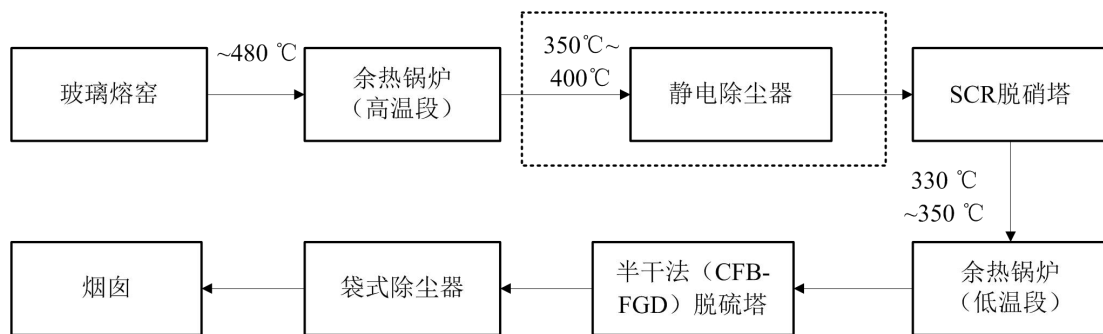 ~480 ℃
350℃~
400℃
玻璃熔窑
余热锅炉
（高温段）
静电除尘器
SCR脱硝塔
330 ℃
~350 ℃
烟囱
袋式除尘器
半干法（CFB-
FGD）脱硫塔
余热锅炉
（低温段）